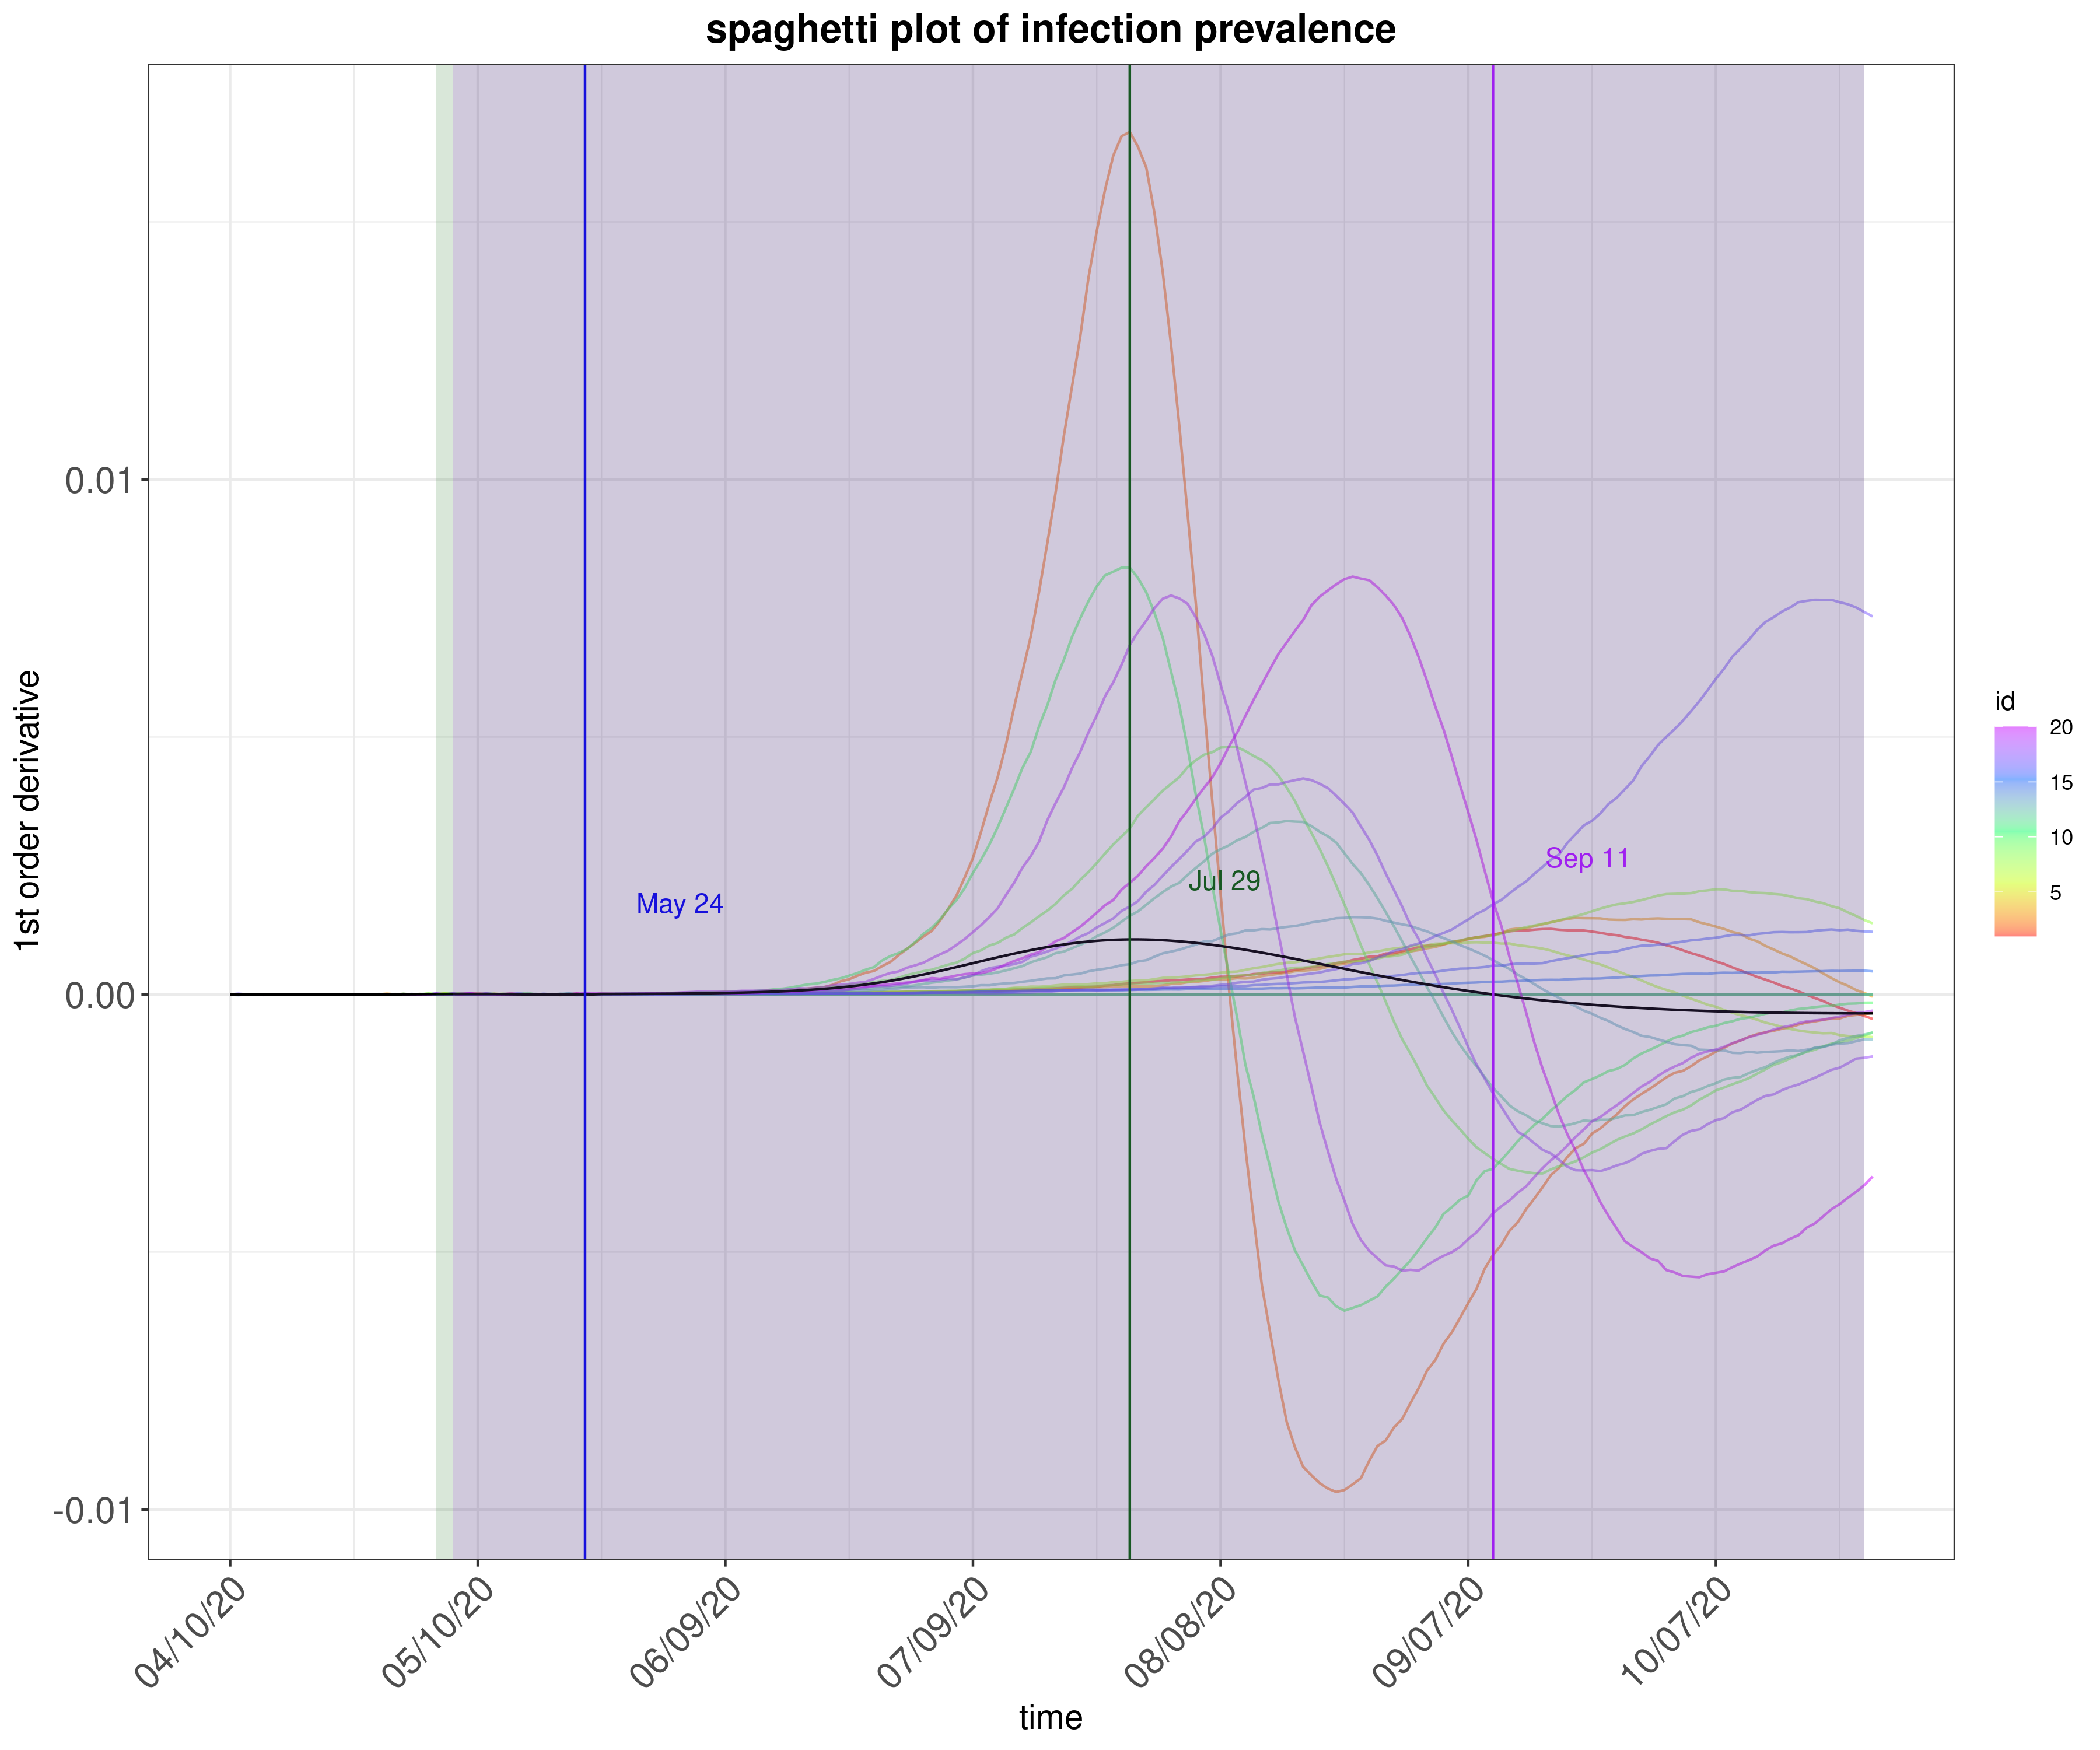 spaghetti plot of infection prevalence
1st order derivative
0.01
0.00
-0.01
May 24
Jul 29
Sep 11
id
20
15
10
5
04/10/20
05/10/20
06/09/20
07/09/20
08/08/20
09/07/20
10/07/20
time